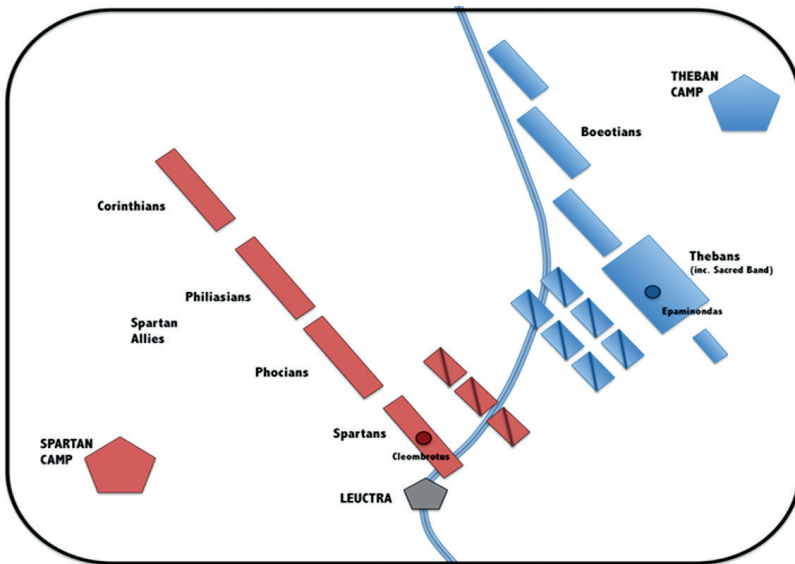 THEBAN
CAMP
Boeotians
Corinthians
Thebans
(inc. Sacred Band)
Philiasians
Epaminondas
Spartan
Allies
Phocians
Spartans
Cleombrotus
SPARTAN
CAMP
LEUCTRA